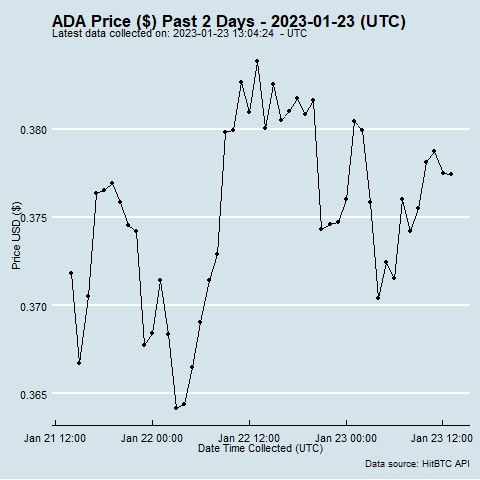 ADA Price ($) Past 2 Days - 2023-01-23 (UTC)
Latest data collected on: 2023-01-23 13:04:24 - UTC
0.380
0.375
0.370
0.365
Price USD ($)
Jan 21 12:00 Jan 22 00:00 Jan 22 12:00 Jan 23 00:00 Jan 23 12:00
Date Time Collected (UTC)
Data source: HitBTC API